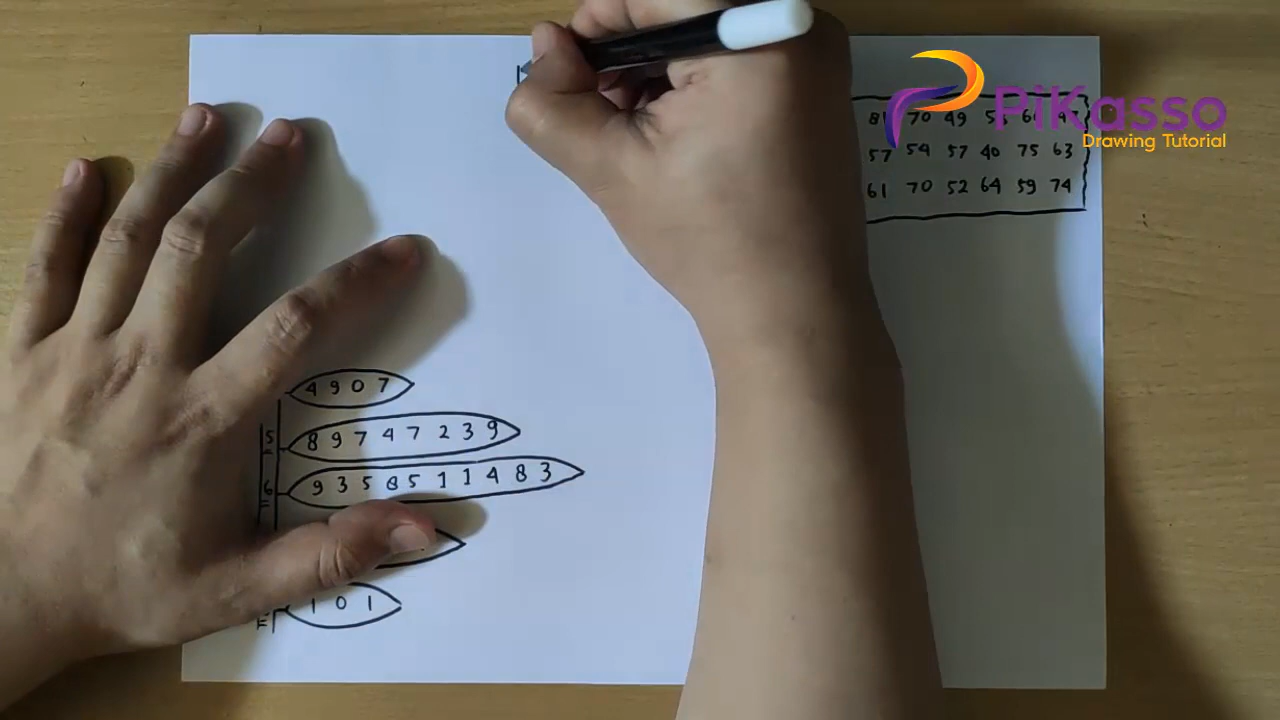 PiKasso
Drawing Tutorial
81 70 49
57 54 57 40 75 63
61 70 52 64 59 74
4 9 0 7
5 8 9 7 4 7 2 3 9
6 9 3 5 8 5 1 1 4 8 3
1 0 1